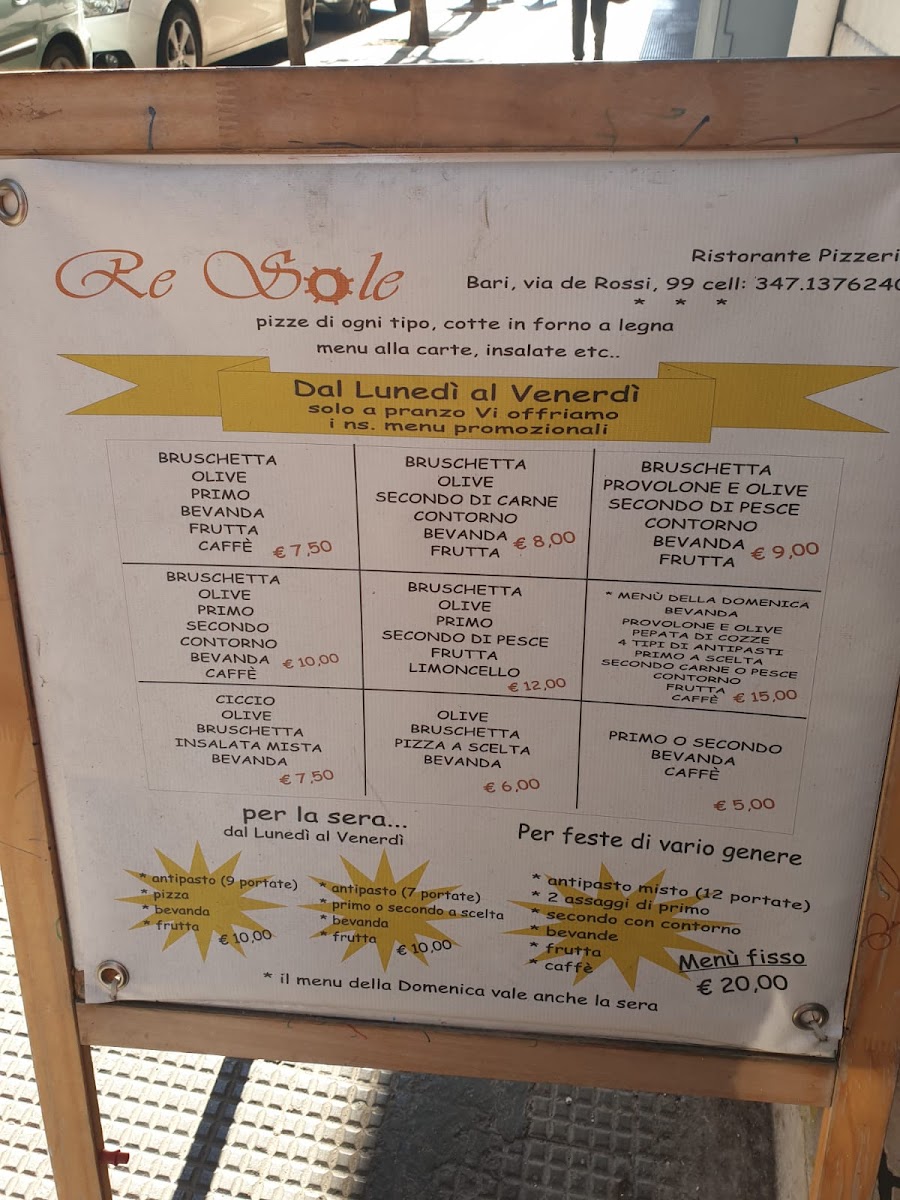 Re Sole
Ristorante Pizzeri
Bari, via de Rossi, 99 cell: 347.1376240
* * *
pizze di ogni tipo, cotte in forno a legna
menu alla carte, insalate etc..
Dal Lunedì al Venerdì
solo a pranzo Vi offriamo
i ns. menu promozionali
BRUSCHETTA
OLIVE
PRIMO
BEVANDA
FRUTTA
CAFFÈ € 7,50
BRUSCHETTA
OLIVE
SECONDO DI CARNE
CONTORNO
BEVANDA
FRUTTA € 8,00
BRUSCHETTA
PROVOLONE E OLIVE
SECONDO DI PESCE
CONTORNO
BEVANDA
FRUTTA € 9,00
BRUSCHETTA
OLIVE
PRIMO
SECONDO
CONTORNO
BEVANDA € 10,00
CAFFÈ
BRUSCHETTA
OLIVE
PRIMO
SECONDO DI PESCE
FRUTTA
LIMONCELLO
€ 12,00
* MENÙ DELLA DOMENICA
BEVANDA
PROVOLONE E OLIVE
PEPATA DI COZZE
4 TIPI DI ANTIPASTI
PRIMO A SCELTA
SECONDO CARNE O PESCE
CONTORNO
FRUTTA
CAFFÈ € 15,00
CICCIO
OLIVE
BRUSCHETTA
INSALATA MISTA
BEVANDA
€ 7,50
OLIVE
BRUSCHETTA
PIZZA A SCELTA
BEVANDA
€ 6,00
PRIMO O SECONDO
BEVANDA
CAFFÈ
€ 5,00
per la sera...
dal Lunedì al Venerdì
* antipasto (9 portate)
* pizza
* bevanda
* frutta
€ 10,00
* antipasto (7 portate)
* primo o secondo a scelta
* bevanda
* frutta
€ 10,00
Per feste di vario genere
* antipasto misto (12 portate)
* 2 assaggi di primo
* secondo con contorno
* bevande
* frutta
* caffè
Menù fisso
€ 20,00
* il menu della Domenica vale anche la sera